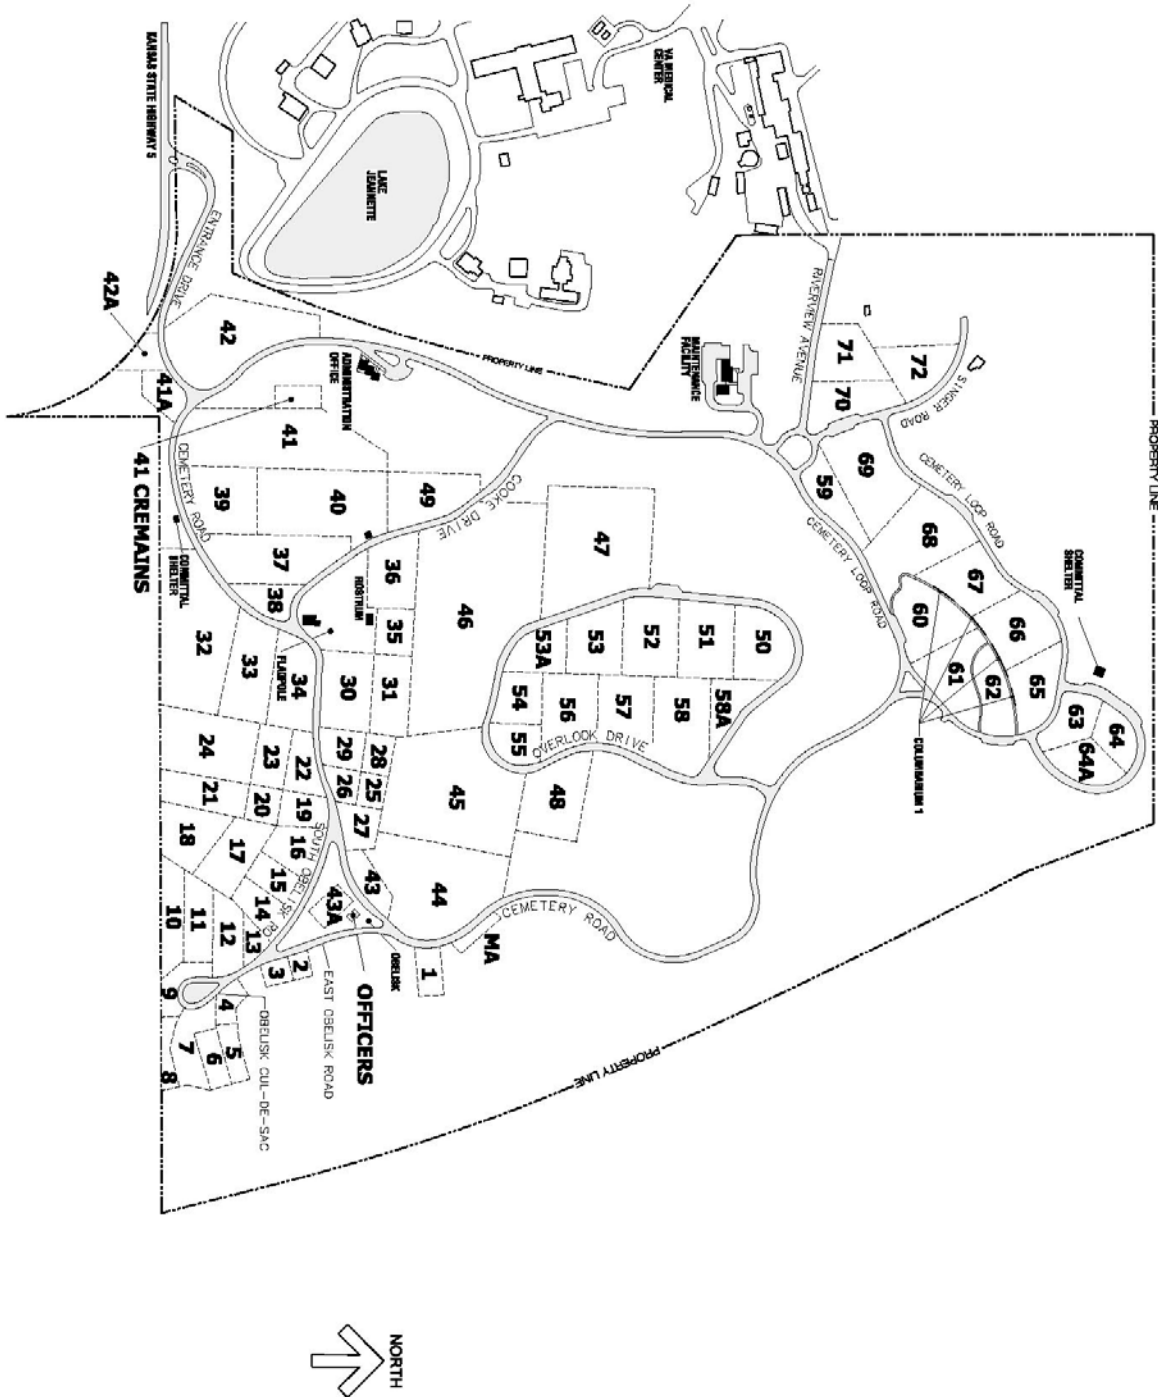 KANSAS STATE HIGHWAY 5
VA MEDICAL
CENTER
LAKE
JEANNETTE
ENTRANCE DRIVE
42A
42
41A
ADMINISTRATION
OFFICE
PROPERTY LINE
MAINTENANCE
FACILITY
RIVERVIEW AVENUE
71
72
70
SINGER ROAD
PROPERTY LINE
41
41 CREMAINS
CEMETERY ROAD
39
40
49
COOKE DRIVE
COMMITTAL
SHELTER
37
38
36
ROSTRUM
35
FLAGPOLE
47
46
59
69
CEMETERY LOOP ROAD
CEMETERY LOOP ROAD
68
67
COMMITTAL
SHELTER
66
60
61
62
65
63
64
64A
COLUMBARIUM 1
32
33
34
30
31
53A
53
52
51
50
54
56
57
58
58A
55
OVERLOOK DRIVE
24
23
22
29
28
26
25
21
20
19
27
45
48
18
17
16
15
14
SOUTH OBELISK RD
43
43A
44
CEMETERY ROAD
10
11
12
13
MA
OBELISK
OFFICERS
1
2
3
EAST OBELISK ROAD
9
4
OBELISK CUL-DE-SAC
7
6
5
8
PROPERTY LINE
NORTH